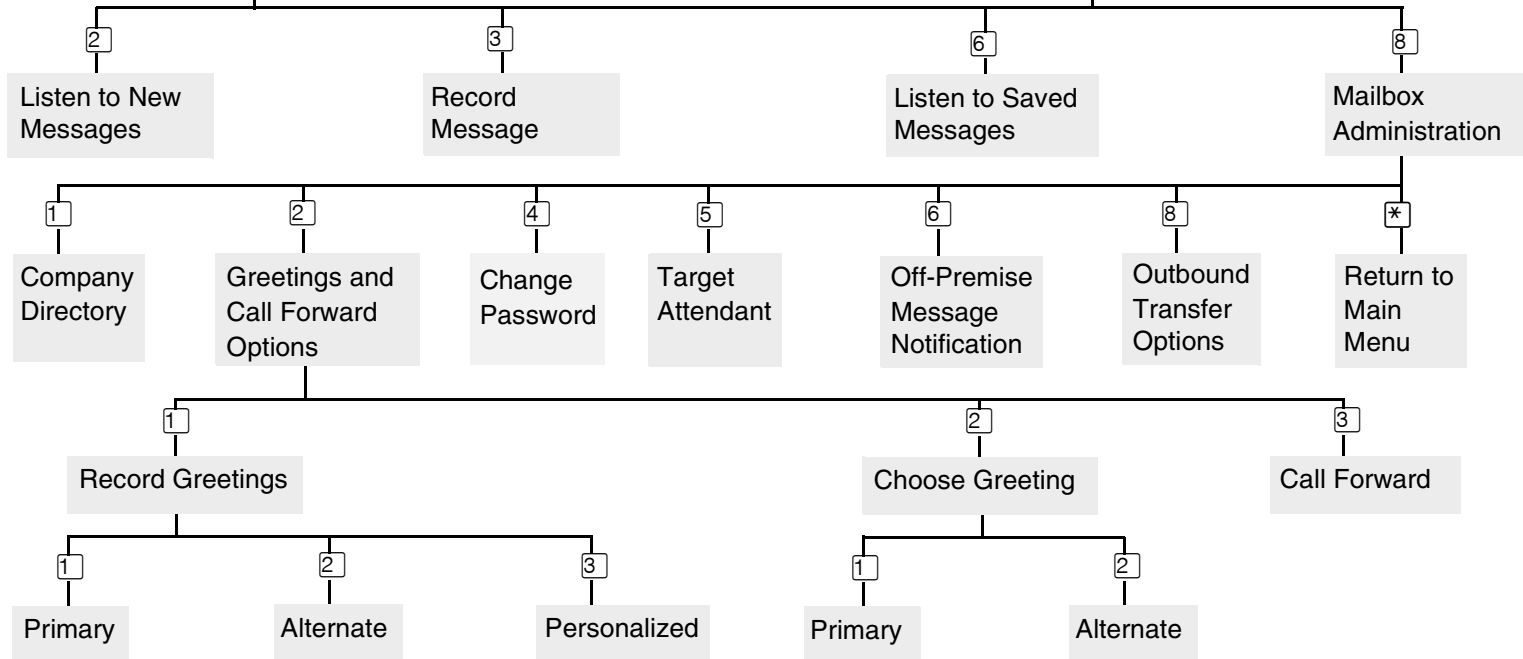 2
3
6
8
Listen to New
Messages
Record
Message
Listen to Saved
Messages
Mailbox
Administration
1
2
4
5
6
8
*
Company
Directory
Greetings and
Call Forward
Options
Change
Password
Target
Attendant
Off-Premise
Message
Notification
Outbound
Transfer
Options
Return to
Main
Menu
1
2
3
Record Greetings
Choose Greeting
Call Forward
1
2
3
1
2
Primary
Alternate
Personalized
Primary
Alternate